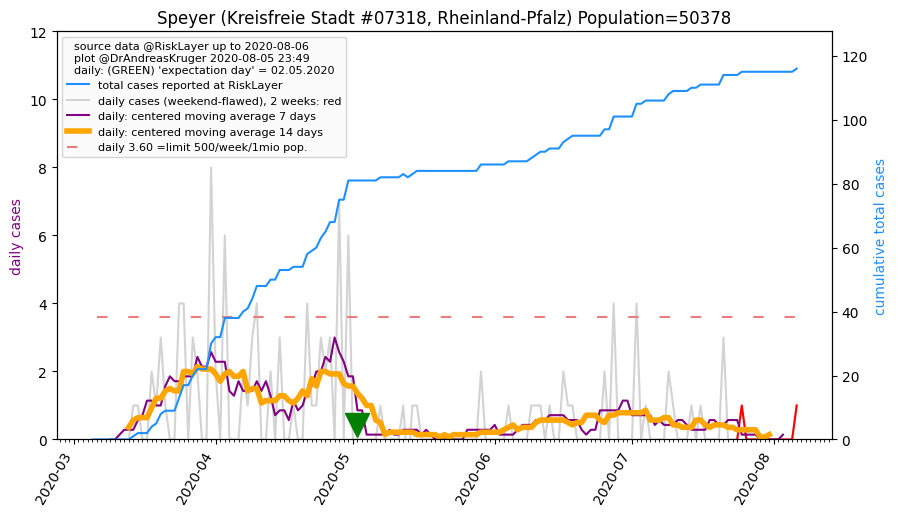 Speyer (Kreisfreie Stadt #07318, Rheinland-Pfalz) Population=50378
source data @RiskLayer up to 2020-08-06
plot @DrAndreasKruger 2020-08-05 23:49
daily: (GREEN) 'expectation day' = 02.05.2020
total cases reported at RiskLayer
daily cases (weekend-flawed), 2 weeks: red
daily: centered moving average 7 days
daily: centered moving average 14 days
daily 3.60 =limit 500/week/1mio pop.
daily cases
12
10
8
6
4
2
0
cumulative total cases
120
100
80
60
40
20
0
2020-03
2020-04
2020-05
2020-06
2020-07
2020-08